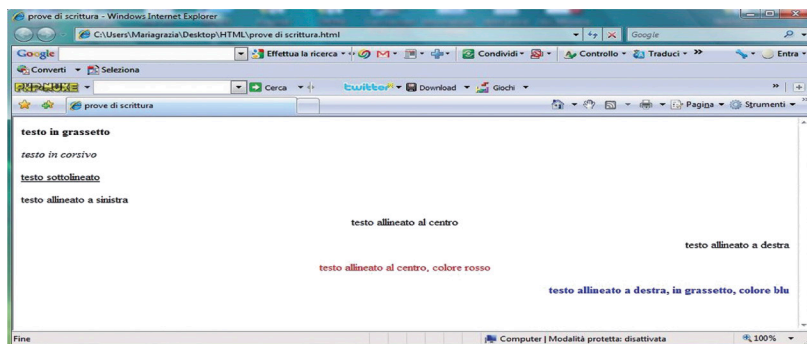 prove di scrittura - Windows Internet Explorer
C:\Users\Mariagrazia\Desktop\HTML\prove di scrittura.html Google
Google Effettua la ricerca Condividi Controllo Traduci » Entra
Converti Seleziona
Cerca twitter Download Giochi »
prove di scrittura Pagina Strumenti »
testo in grassetto
testo in corsivo
testo sottolineato
testo allineato a sinistra
testo allineato al centro
testo allineato a destra
testo allineato al centro, colore rosso
testo allineato a destra, in grassetto, colore blu
Fine Computer | Modalità protetta: disattivata 100%